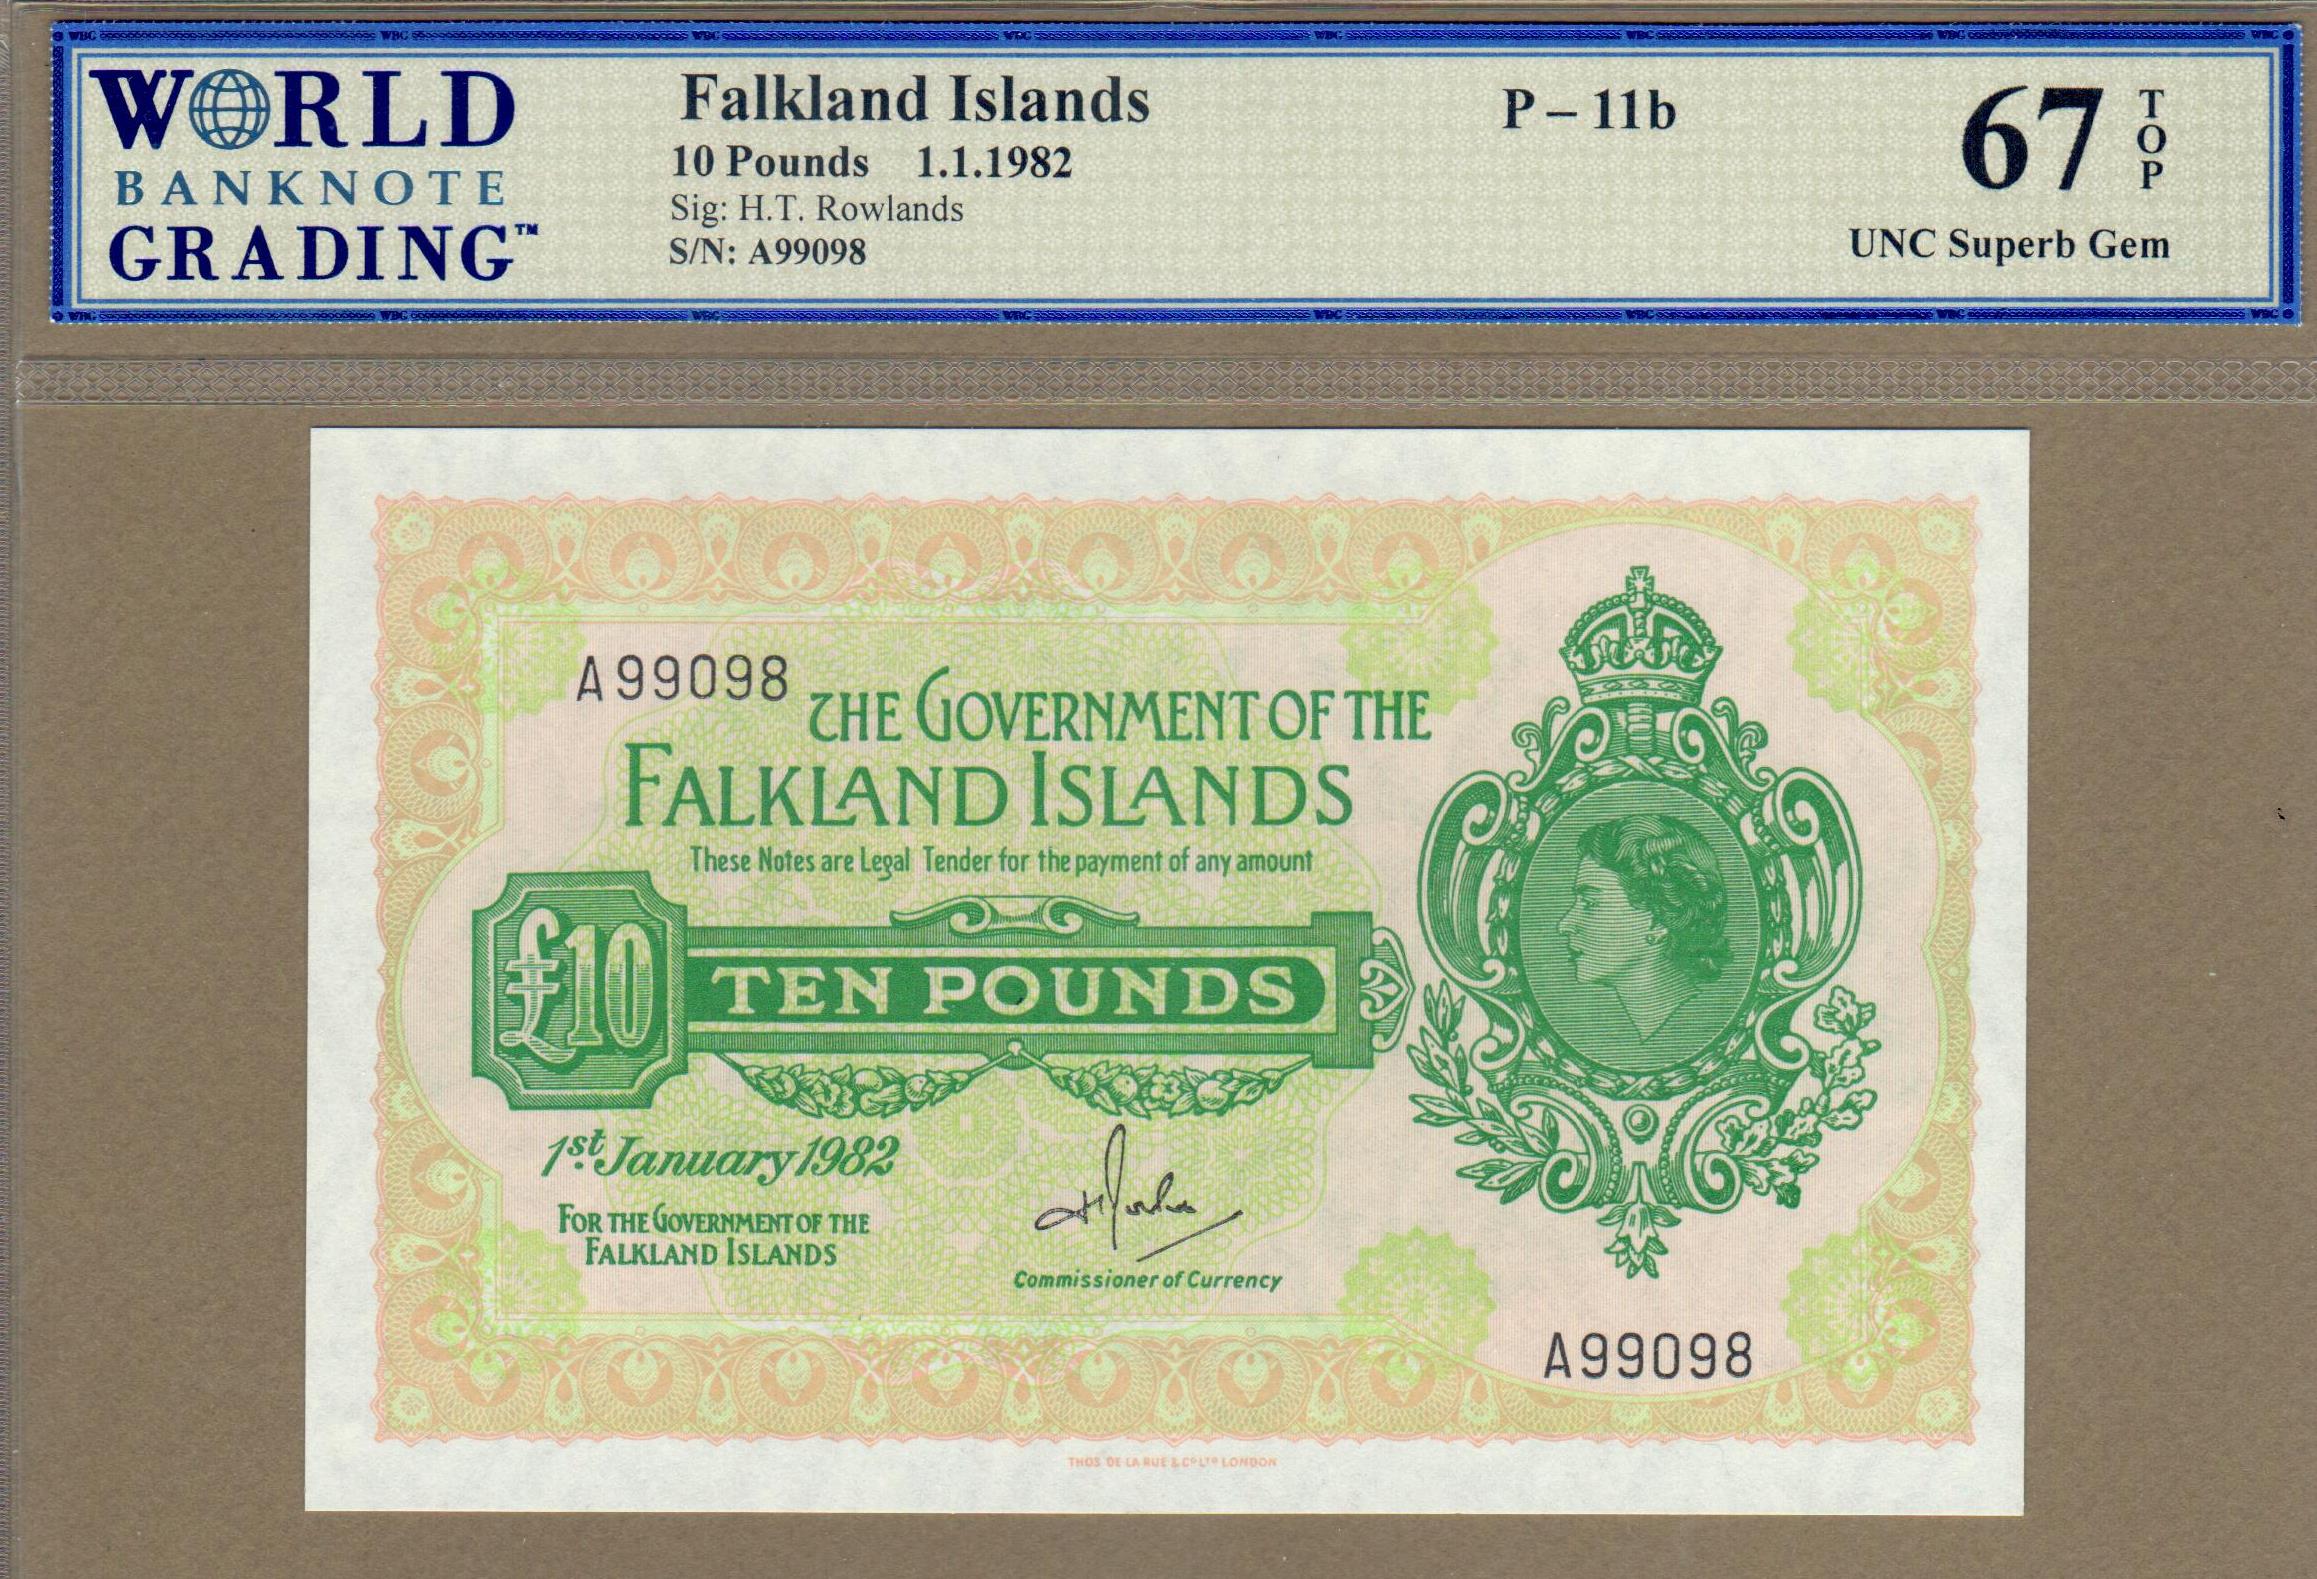 WORLD
BANKNOTE
GRADING™
Falkland Islands
10 Pounds 1.1.1982
Sig: H.T. Rowlands
S/N: A99098
P – 11b
67 TOP
UNC Superb Gem
A99098
THE GOVERNMENT OF THE
FALKLAND ISLANDS
These Notes are Legal Tender for the payment of any amount
£10
TEN POUNDS
1st January 1982
FOR THE GOVERNMENT OF THE
FALKLAND ISLANDS
Commissioner of Currency
A99098
THOS DE LA RUE & CO LTD LONDON